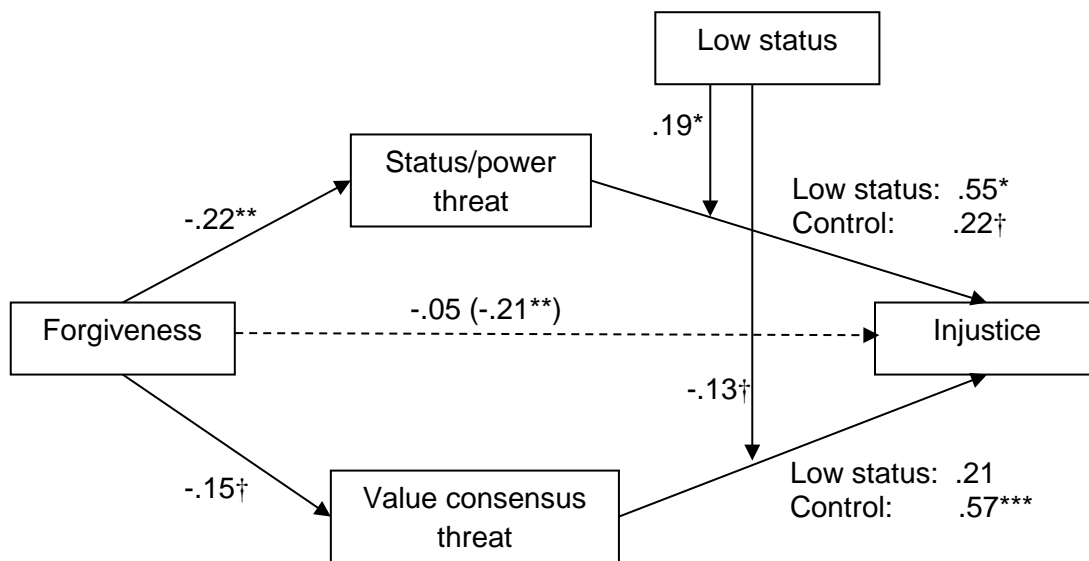 Low status
.19*
Status/power
threat
Low status: .55*
Control: .22†
-.22**
-.05 (-.21**)
Forgiveness
Injustice
-.13†
-.15†
Value consensus
threat
Low status: .21
Control: .57***